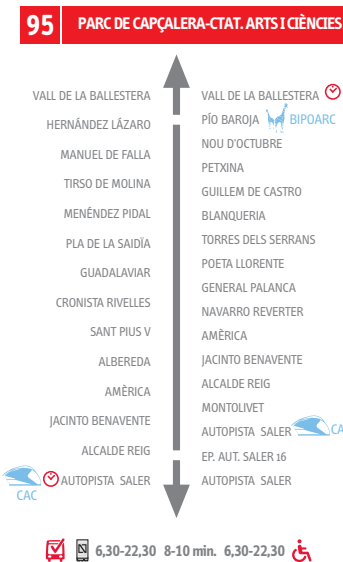 95 PARC DE CAPÇALERA-CTAT. ARTS I CIÈNCIES
VALL DE LA BALLESTERA
HERNÁNDEZ LÁZARO
MANUEL DE FALLA
TIRSO DE MOLINA
MENÉNDEZ PIDAL
PLA DE LA SAIDÏA
GUADALAVIAR
CRONISTA RIVELLES
SANT PIUS V
ALBEREDA
AMÈRICA
JACINTO BENAVENTE
ALCALDE REIG
AUTOPISTA SALER
CAC
VALL DE LA BALLESTERA
PÍO BAROJA BIPOARC
NOU D'OCTUBRE
PETXINA
GUILLEM DE CASTRO
BLANQUERIA
TORRES DELS SERRANS
POETA LLORENTE
GENERAL PALANCA
NAVARRO REVERTER
AMÈRICA
JACINTO BENAVENTE
ALCALDE REIG
MONTOLIVET
AUTOPISTA SALER CA
EP. AUT. SALER 16
AUTOPISTA SALER
6,30-22,30 8-10 min. 6,30-22,30